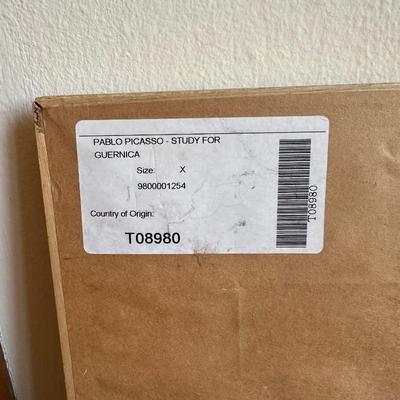 PABLO PICASSO - STUDY FOR
GUERNICA
Size: X
9800001254
Country of Origin:
T08980
T08980